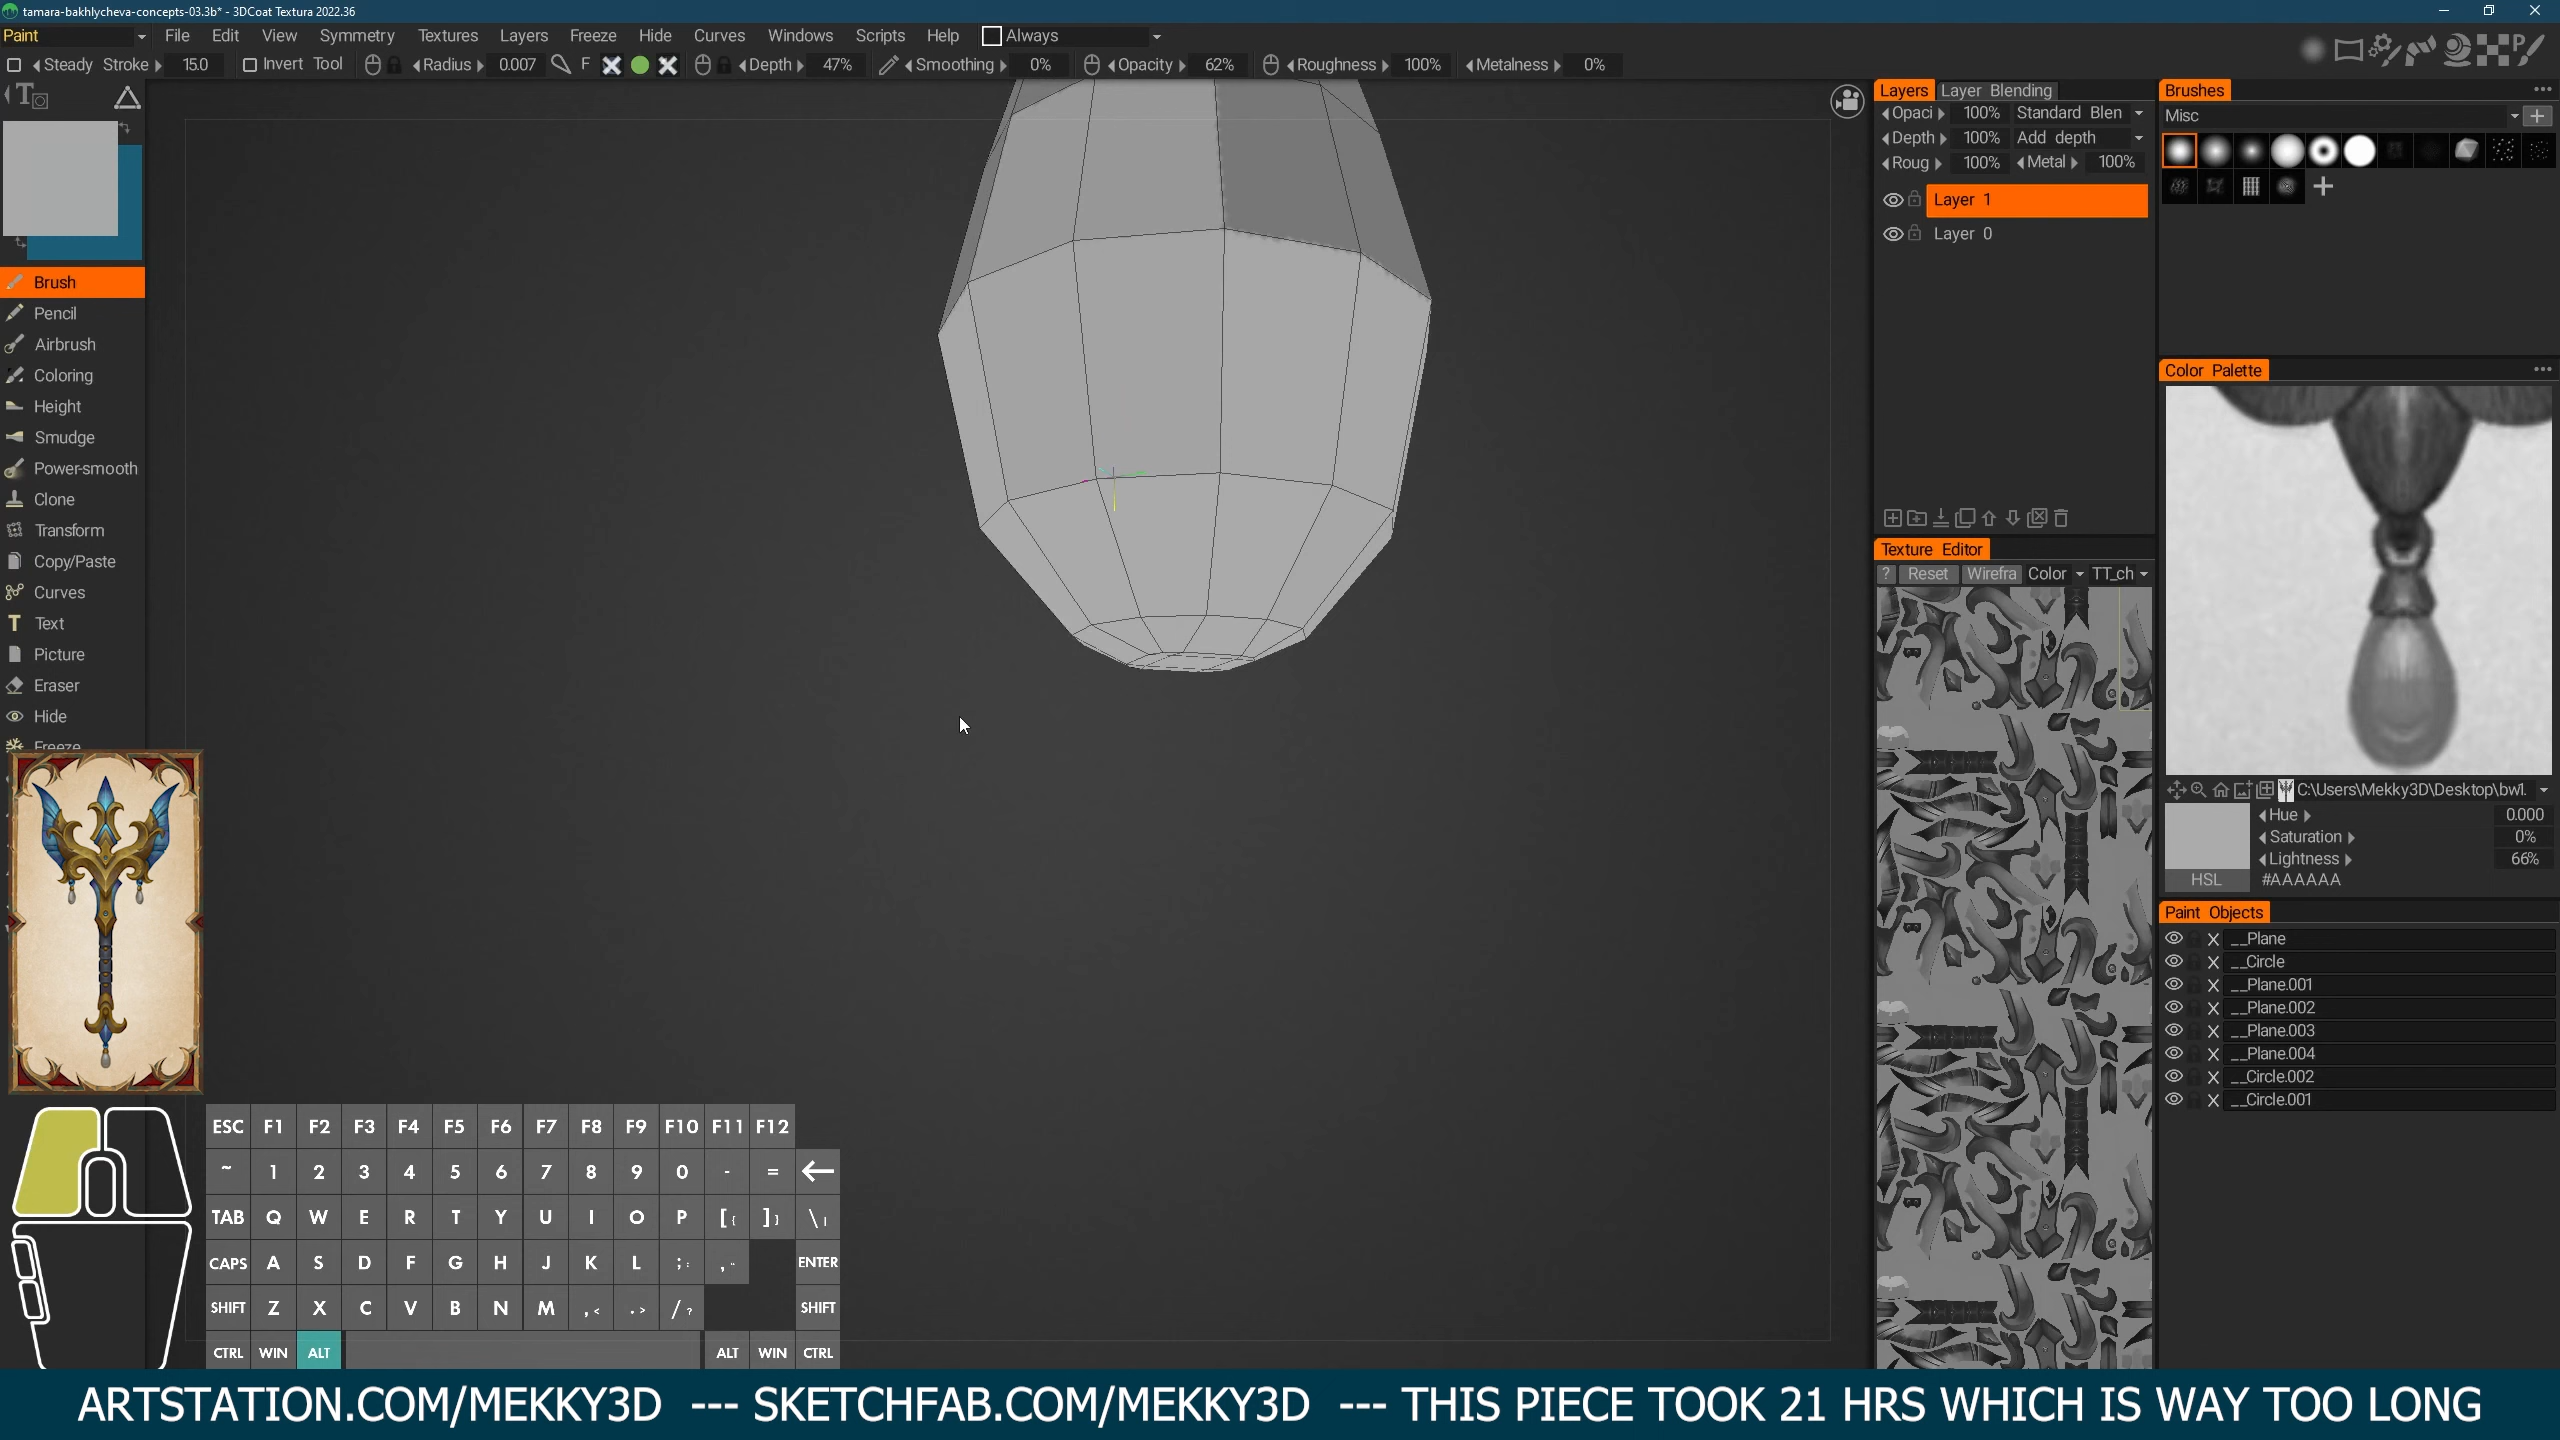 tamara-bakhlycheva-concepts-03.3b* - 3DCoat Textura 2022.36
Paint File Edit View Symmetry Textures Layers Freeze Hide Curves Windows Scripts Help Always
Steady Stroke 15.0 Invert Tool Radius 0.007 F Depth 47% Smoothing 0% Opacity 62% Roughness 100% Metalness 0%
Brush
Pencil
Airbrush
Coloring
Height
Smudge
Power-smooth
Clone
Transform
Copy/Paste
Curves
Text
Picture
Eraser
Hide
Freeze
Layers Layer Blending
Opaci 100% Standard Blen
Depth 100% Add depth
Roug 100% Metal 100%
Layer 1
Layer 0
Texture Editor
? Reset Wirefra Color TT_ch
Brushes
Misc
Color Palette
C:\Users\Mekky3D\Desktop\bw1.
Hue 0.000
Saturation 0%
Lightness 66%
HSL #AAAAAA
Paint Objects
X __Plane
X __Circle
X __Plane.001
X __Plane.002
X __Plane.003
X __Plane.004
X __Circle.002
X __Circle.001
ESC F1 F2 F3 F4 F5 F6 F7 F8 F9 F10 F11 F12
~ 1 2 3 4 5 6 7 8 9 0 - =
TAB Q W E R T Y U I O P [{ ]} \|
CAPS A S D F G H J K L ;: ," ENTER
SHIFT Z X C V B N M ,< .> /? SHIFT
CTRL WIN ALT ALT WIN CTRL
ARTSTATION.COM/MEKKY3D --- SKETCHFAB.COM/MEKKY3D --- THIS PIECE TOOK 21 HRS WHICH IS WAY TOO LONG